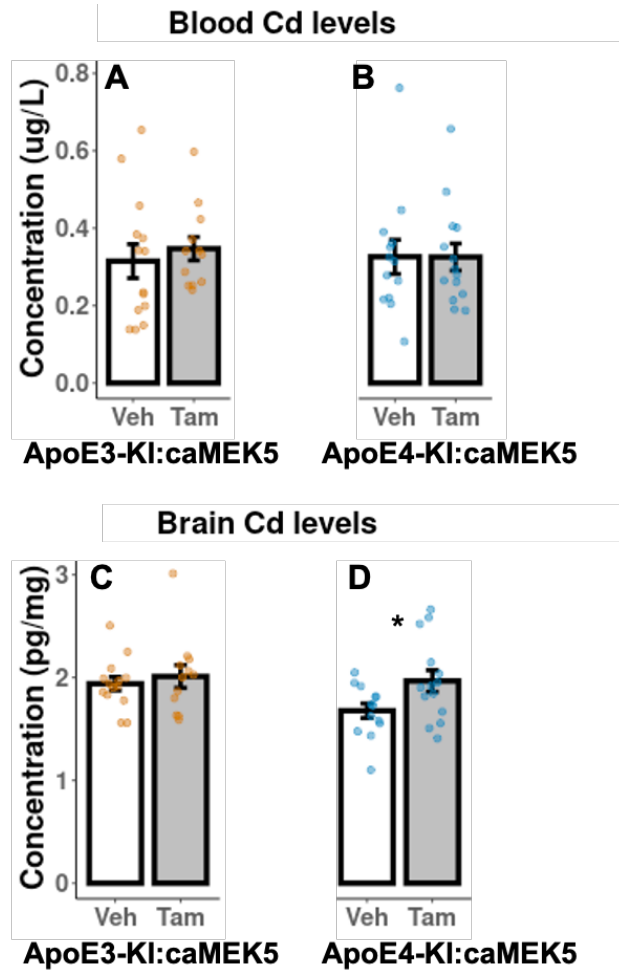 Blood Cd levels
A
B
Concentration (ug/L)
0.8
0.6
0.4
0.2
0.0
Veh Tam
Veh Tam
ApoE3-KI:caMEK5
ApoE4-KI:caMEK5
Brain Cd levels
C
D
Concentration (pg/mg)
3
2
1
0
*
Veh Tam
Veh Tam
ApoE3-KI:caMEK5
ApoE4-KI:caMEK5